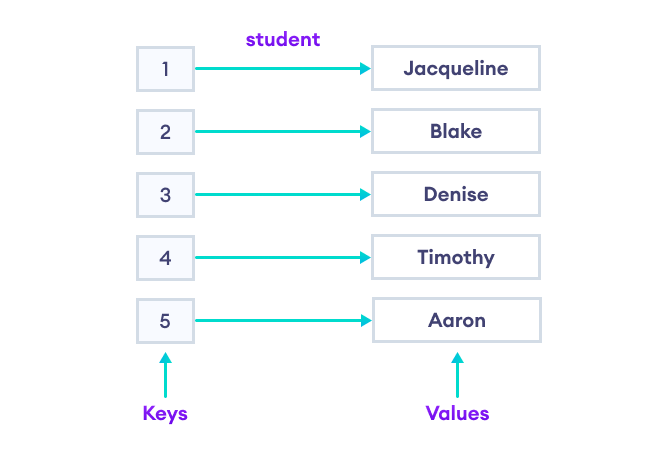 student
1 Jacqueline
2 Blake
3 Denise
4 Timothy
5 Aaron
Keys Values